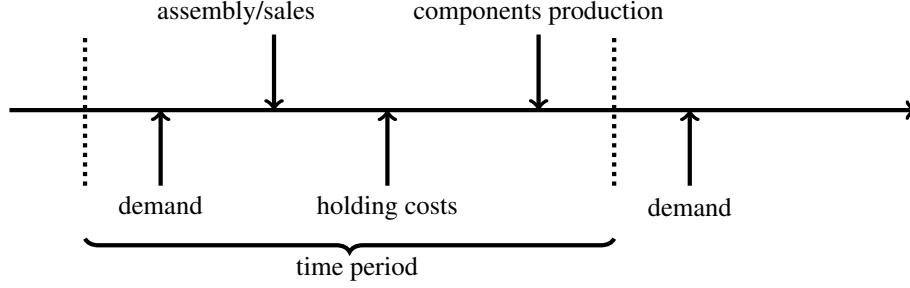 assembly/sales
components production
demand
holding costs
demand
time period